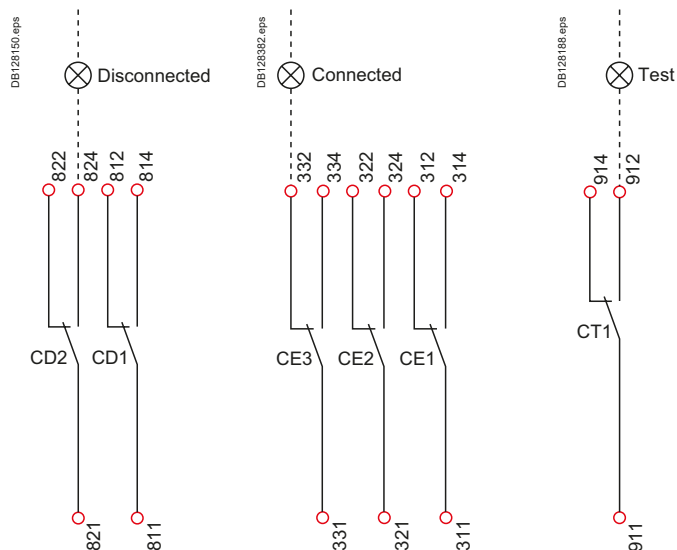 DB128150.eps
Disconnected
822
824
812
814
CD2
CD1
821
811
DB128382.eps
Connected
332
334
322
324
312
314
CE3
CE2
CE1
331
321
311
DB128188.eps
Test
914
912
CT1
911